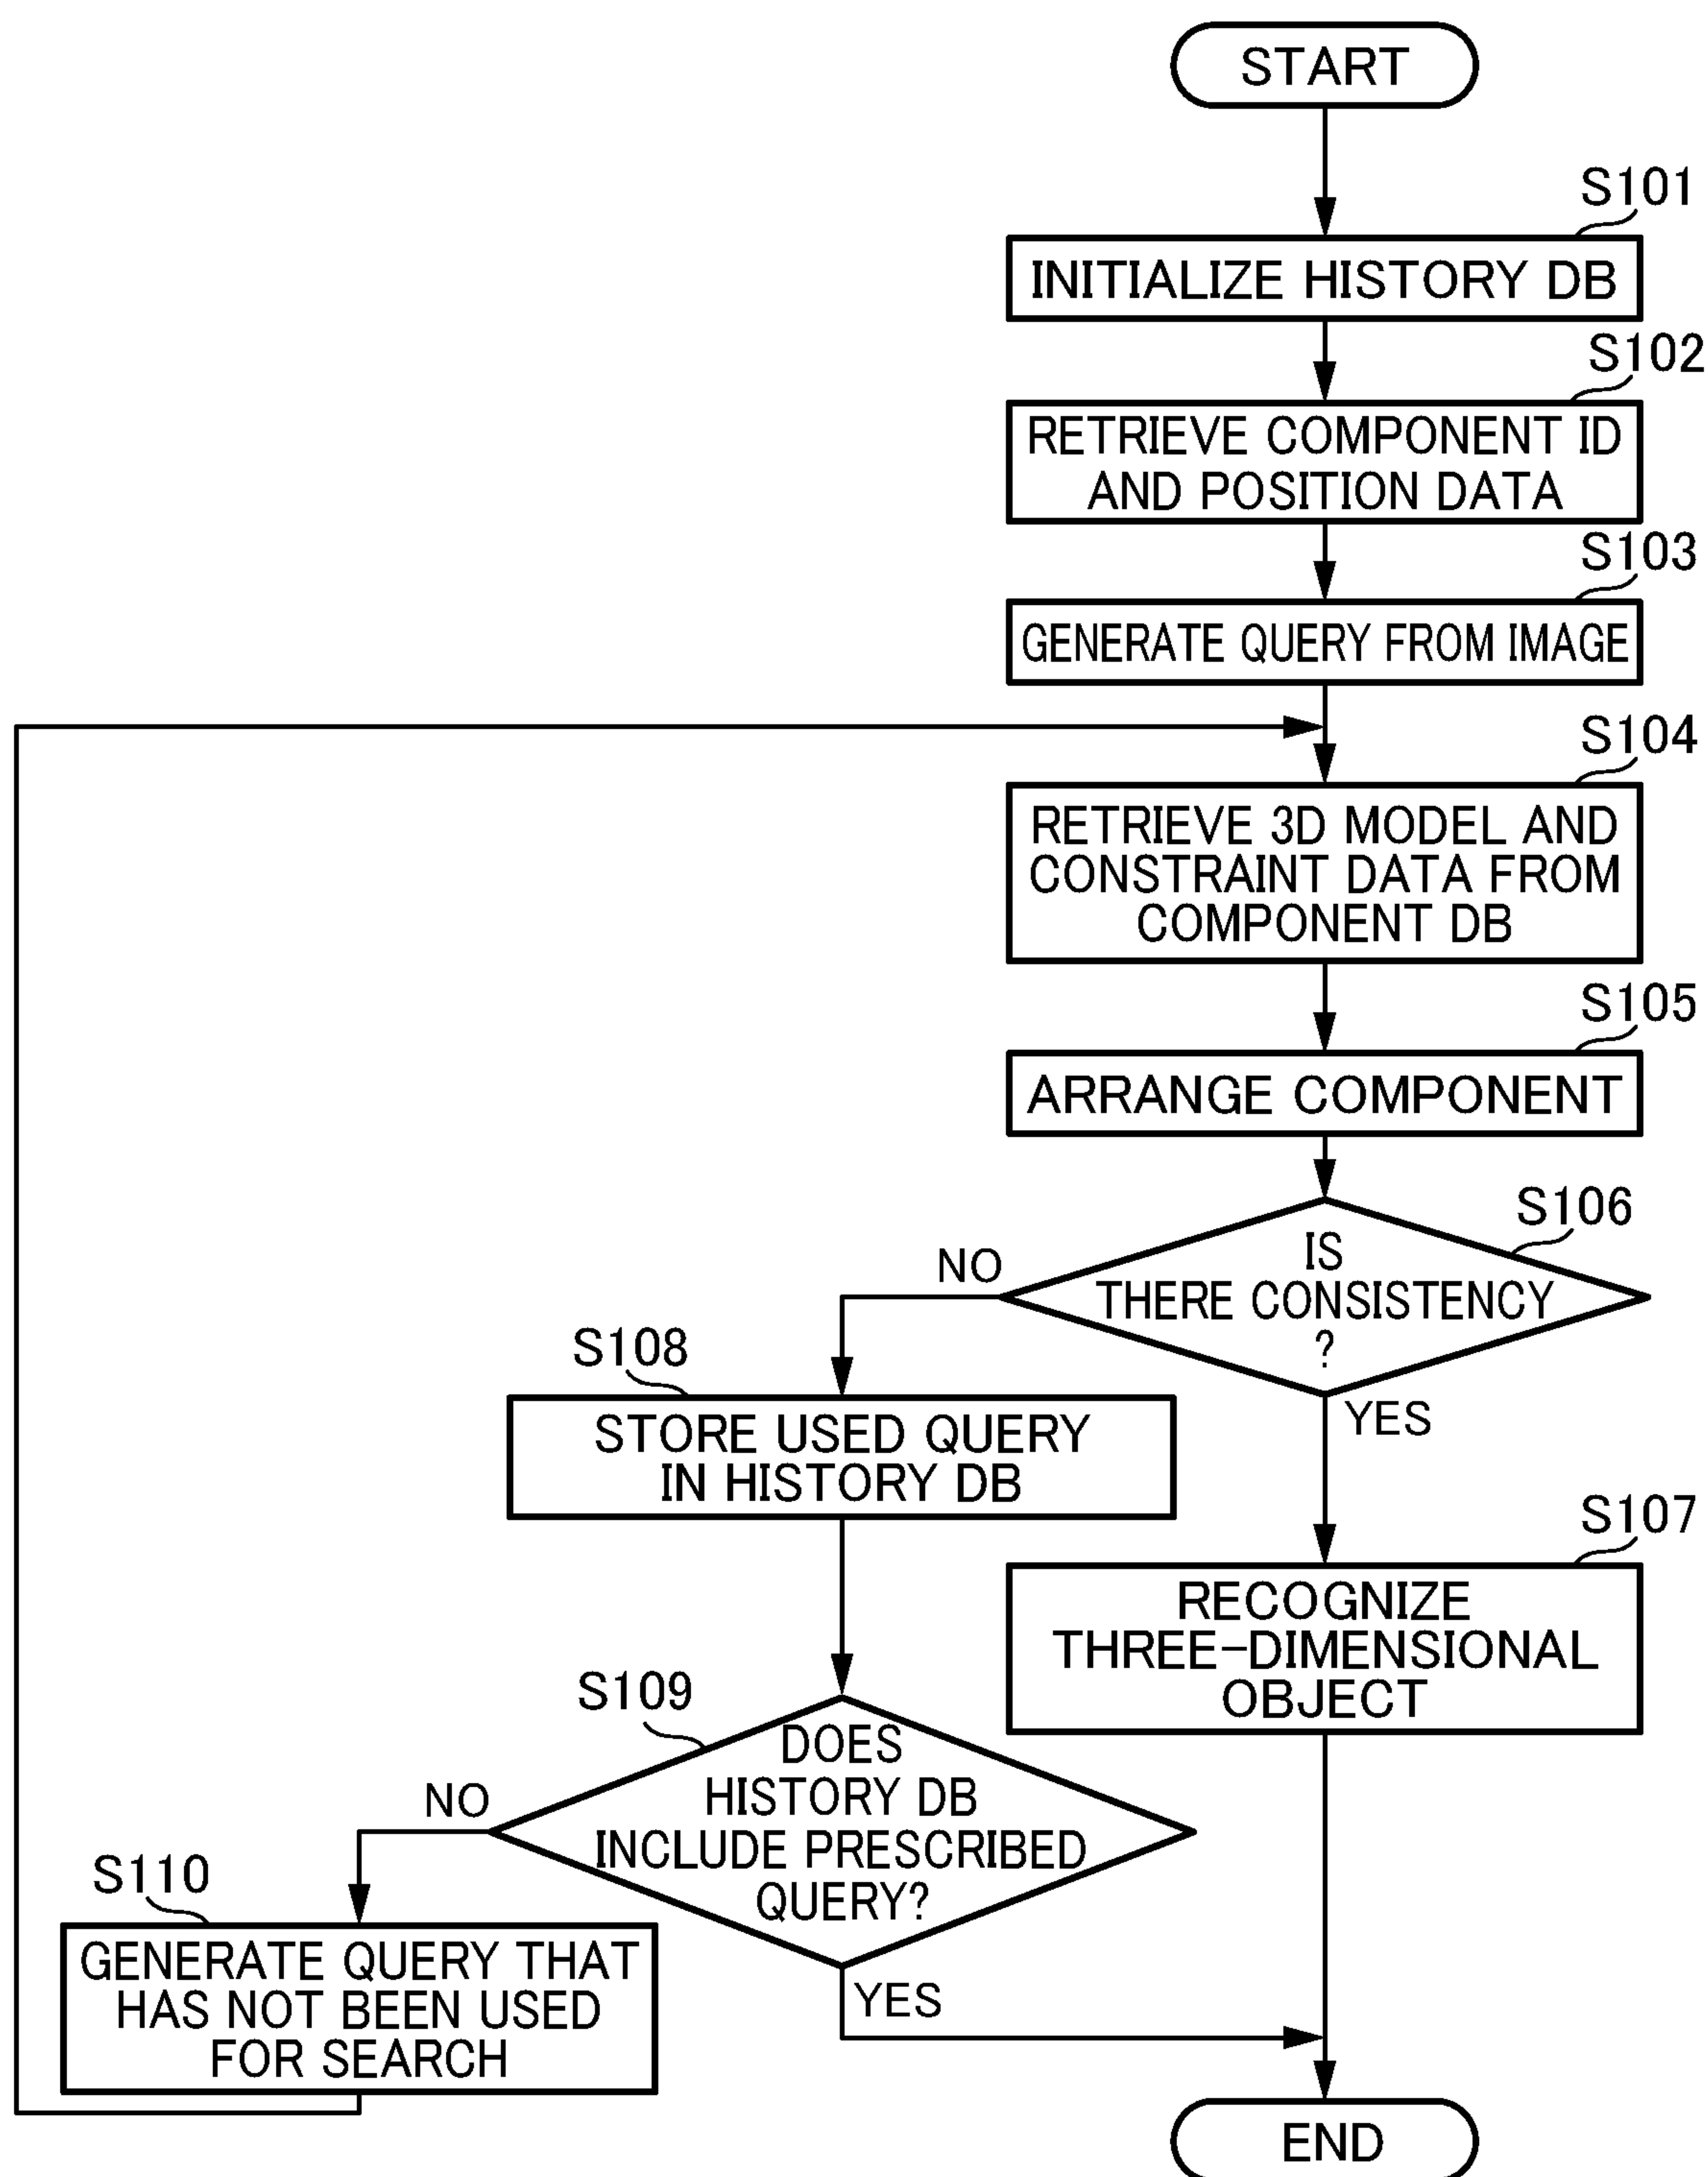 START
S101
INITIALIZE HISTORY DB
S102
RETRIEVE COMPONENT ID
AND POSITION DATA
S103
GENERATE QUERY FROM IMAGE
S104
RETRIEVE 3D MODEL AND
CONSTRAINT DATA FROM
COMPONENT DB
S105
ARRANGE COMPONENT
S106
IS
THERE CONSISTENCY
?
NO
YES
S108
STORE USED QUERY
IN HISTORY DB
S107
RECOGNIZE
THREE-DIMENSIONAL
OBJECT
S109
DOES
HISTORY DB
INCLUDE PRESCRIBED
QUERY?
NO
YES
S110
GENERATE QUERY THAT
HAS NOT BEEN USED
FOR SEARCH
END